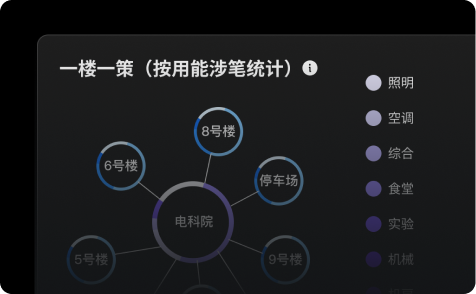 一楼一策（按用能涉笔统计）
照明
8号楼
空调
6号楼
综合
停车场
食堂
电科院
实验
5号楼
9号楼
机械